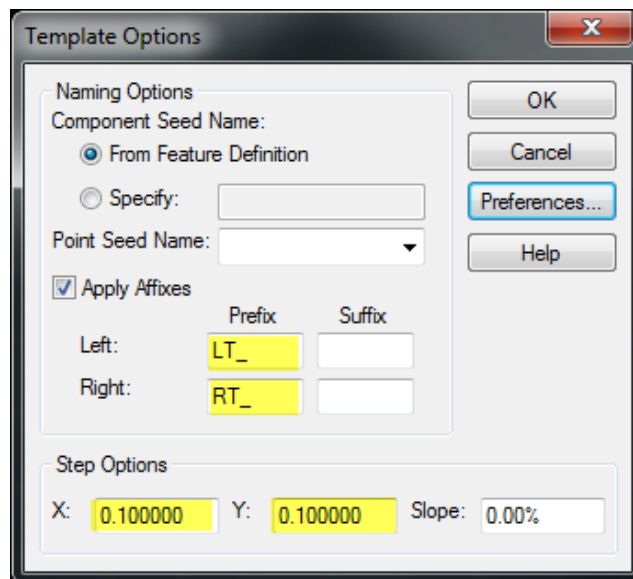 Template Options
x
Naming Options
OK
Component Seed Name:
From Feature Definition
Cancel
Specify:
Preferences...
Point Seed Name:
Help
Apply Affixes
Prefix Suffix
Left: LT_
Right: RT_
Step Options
X: 0.100000 Y: 0.100000 Slope: 0.00%